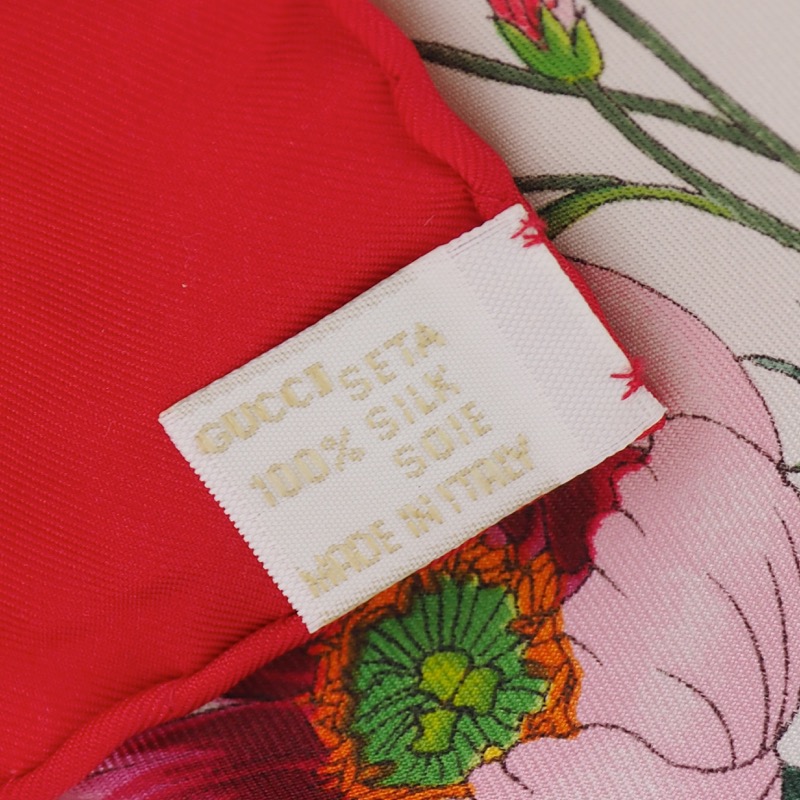 GUCCI SETA
100% SILK
SOIE
MADE IN ITALY